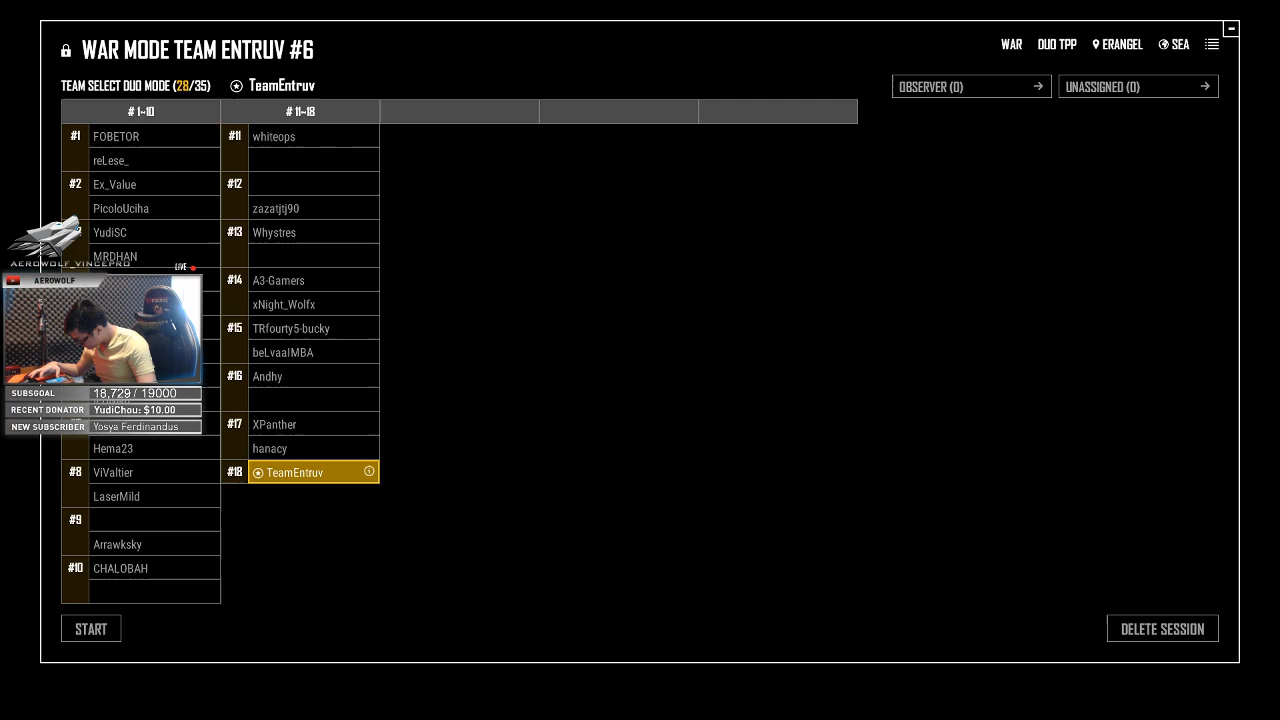 WAR MODE TEAM ENTRUV #6
WAR DUO TPP ERANGEL SEA
TEAM SELECT DUO MODE (28/35) TeamEntruv
OBSERVER (0) UNASSIGNED (0)
# 1~10 # 11~18
#1 FOBETOR #11 whiteops
reLese_
#2 Ex_Value #12
PicoloUciha zazatjtj90
YudiSC #13 Whystres
MRDHAN
AEROWOLF_VINCEPRO
LIVE
AEROWOLF
#14 A3-Gamers
xNight_Wolfx
#15 TRfourty5-bucky
beLvaaIMBA
#16 Andhy
SUBSGOAL 18,729 / 19000
RECENT DONATOR YudiChou: $10.00
NEW SUBSCRIBER Yosya Ferdinandus
#17 XPanther
Hema23 hanacy
#8 ViValtier #18 TeamEntruv
LaserMild
#9
Arrawksky
#10 CHALOBAH
START DELETE SESSION